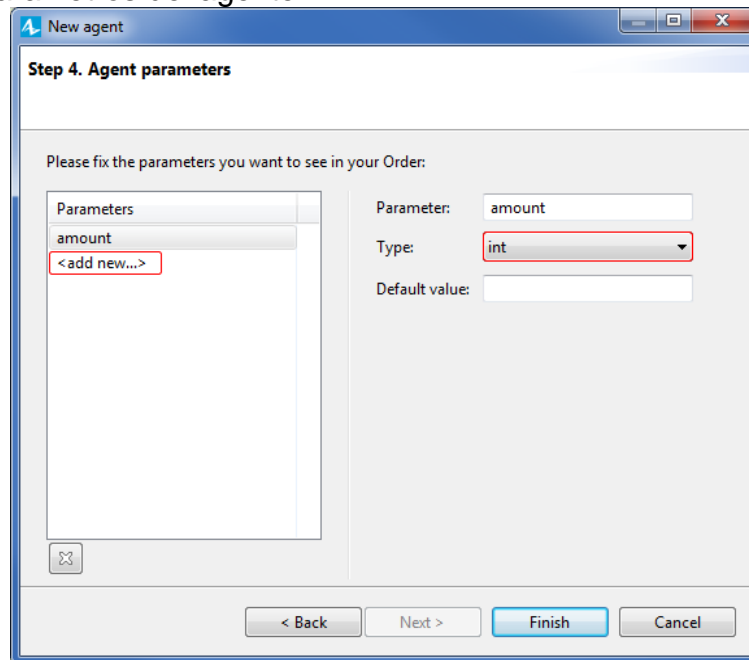 New agent
Step 4. Agent parameters
Please fix the parameters you want to see in your Order:
Parameters
amount
<add new...>
Parameter: amount
Type: int
Default value:
< Back Next > Finish Cancel